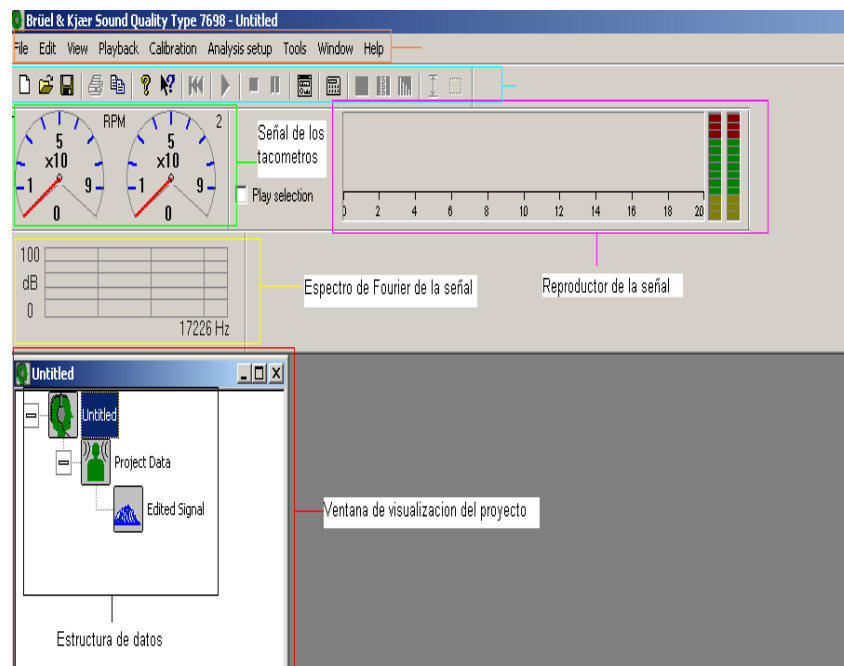 Brüel & Kjær Sound Quality Type 7698 - Untitled
File Edit View Playback Calibration Analysis setup Tools Window Help
RPM 2
5 5
x10 x10
1 9 1 9
0 0
Señal de los
tacometros
Play selection
0 2 4 6 8 10 12 14 16 18 20
100
dB
0
17226 Hz
Espectro de Fourier de la señal
Reproductor de la señal
Untitled
Untitled
Project Data
Edited Signal
Ventana de visualizacion del proyecto
Estructura de datos